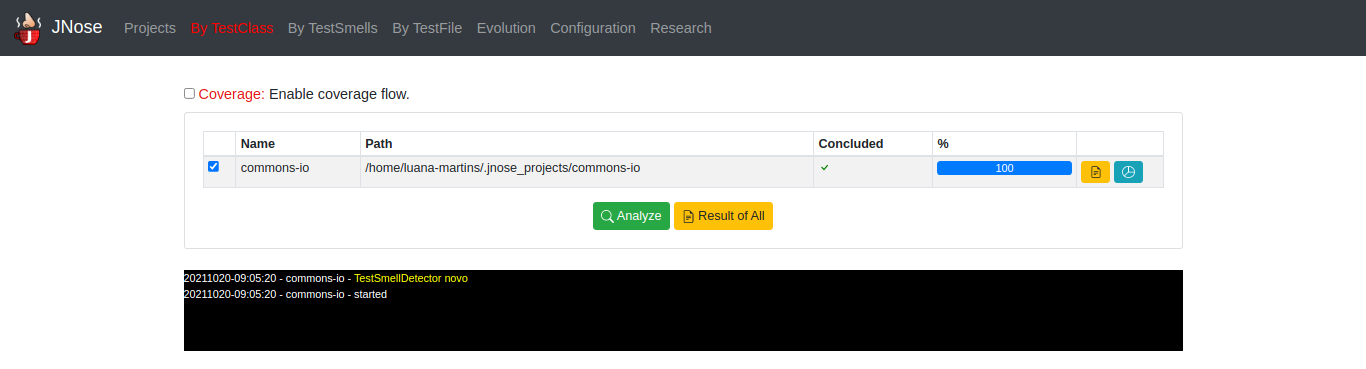 JNose Projects By TestClass By TestSmells By TestFile Evolution Configuration Research
Coverage: Enable coverage flow.
Name Path Concluded %
commons-io /home/luana-martins/.jnose_projects/commons-io 100
Analyze Result of All
20211020-09:05:20 - commons-io - TestSmellDetector novo
20211020-09:05:20 - commons-io - started